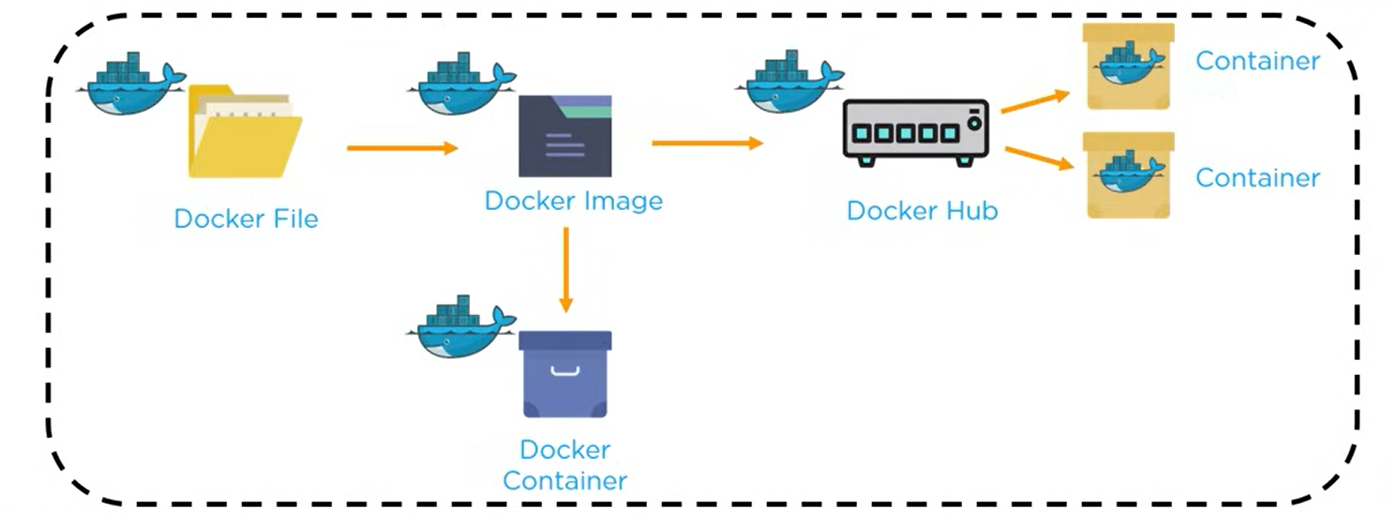 Container
Docker File
Docker Image
Docker Hub
Container
Docker
Container